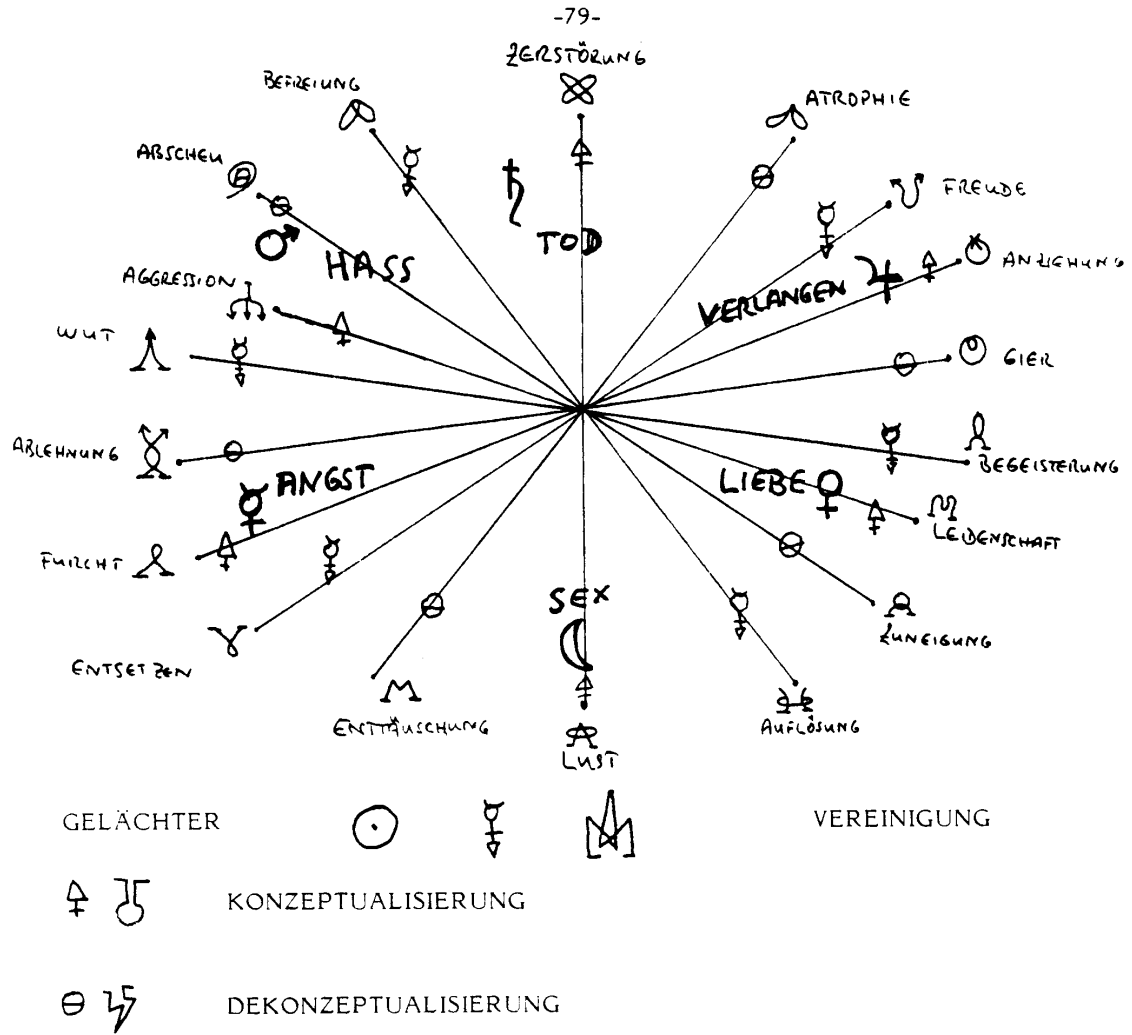 -79-
ZERSTÖRUNG
BEFREIUNG
ATROPHIE
ABSCHEU
FREUDE
TOD
HASS
ANZIEHUNG
AGGRESSION
VERLANGEN
WUT
GIER
ABLEHNUNG
BEGEISTERUNG
ANGST
LIEBE
LEIDENSCHAFT
FURCHT
SEX
ZUNEIGUNG
ENTSETZEN
ENTTÄUSCHUNG
AUFLÖSUNG
LUST
GELÄCHTER VEREINIGUNG
KONZEPTUALISIERUNG
DEKONZEPTUALISIERUNG